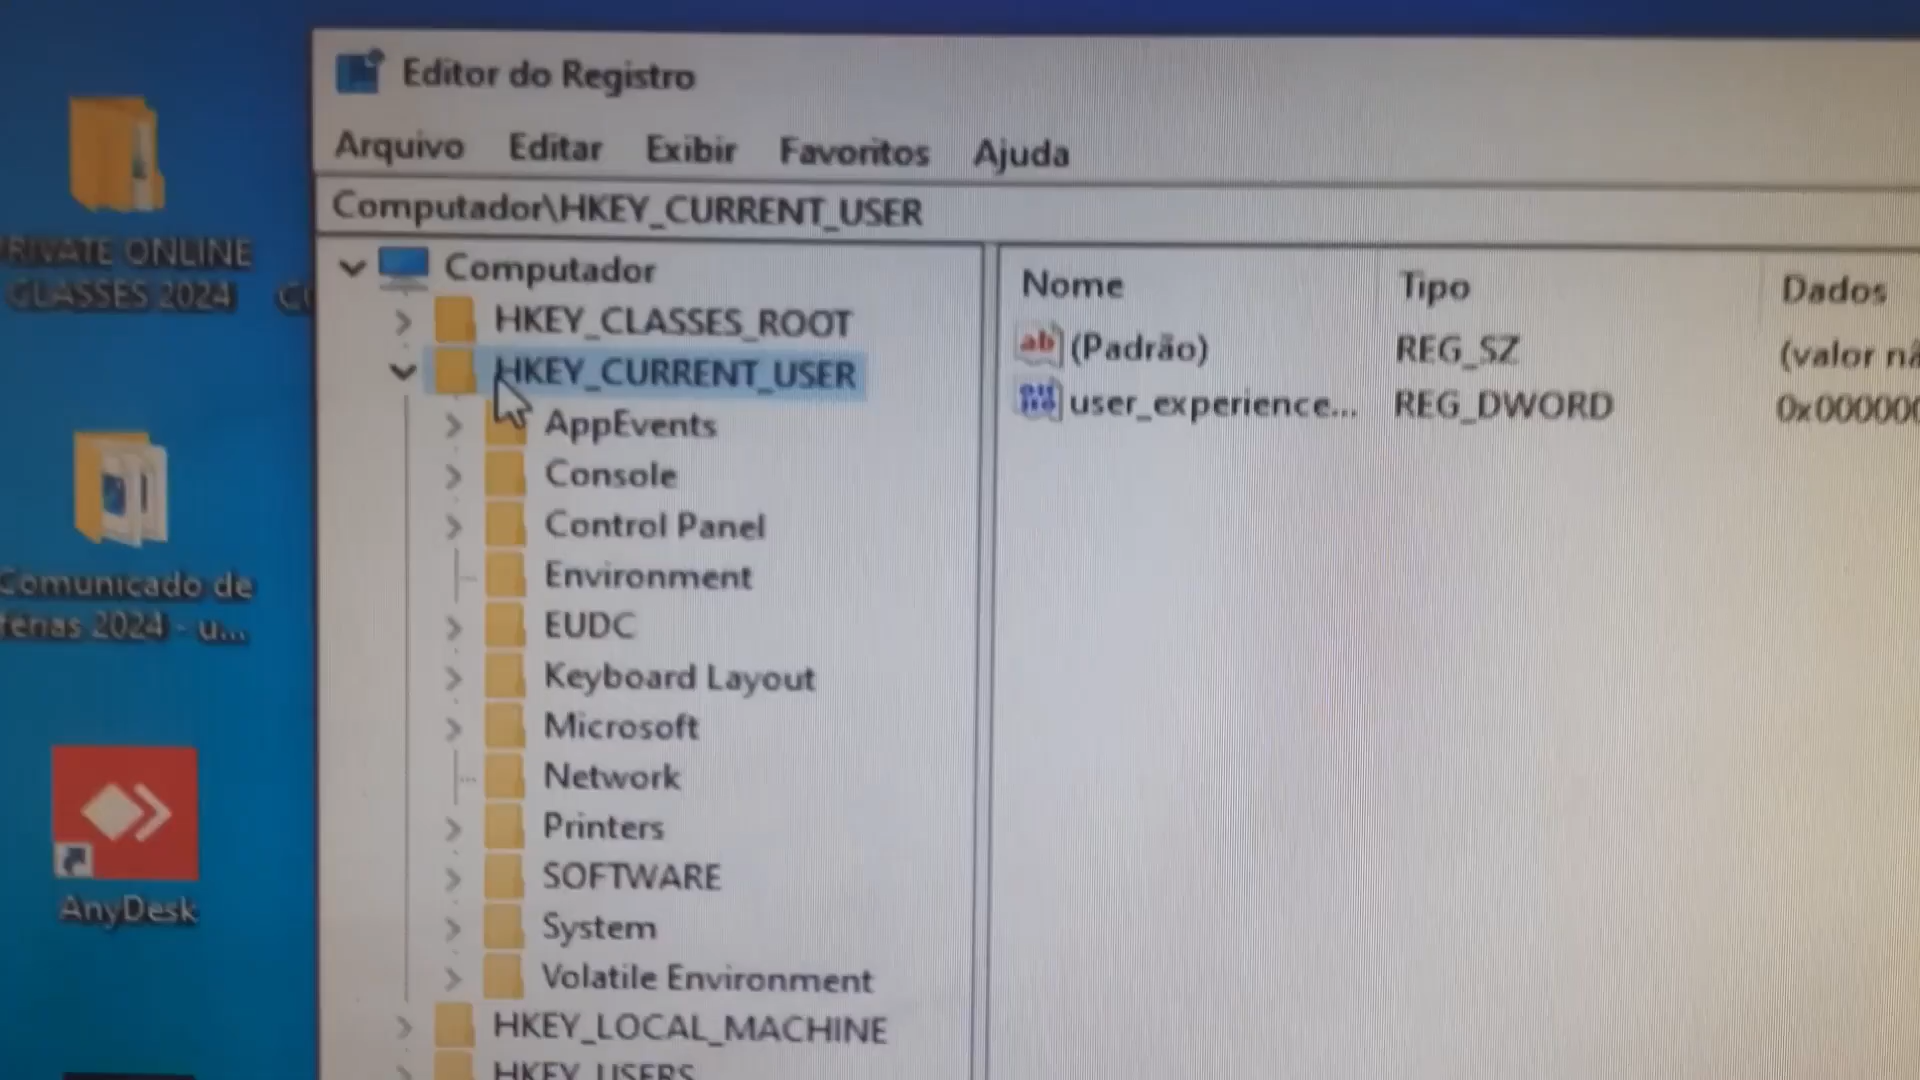 Editor do Registro
Arquivo Editar Exibir Favoritos Ajuda
Computador\HKEY_CURRENT_USER
Computador
HKEY_CLASSES_ROOT
HKEY_CURRENT_USER
AppEvents
Console
Control Panel
Environment
EUDC
Keyboard Layout
Microsoft
Network
Printers
SOFTWARE
System
Volatile Environment
HKEY_LOCAL_MACHINE
HKEY_USERS
Nome Tipo Dados
ab (Padrão) REG_SZ (valor nã
user_experience... REG_DWORD 0x000000
RIVATE ONLINE
CLASSES 2024
Comunicado de
2024 - u...
AnyDesk